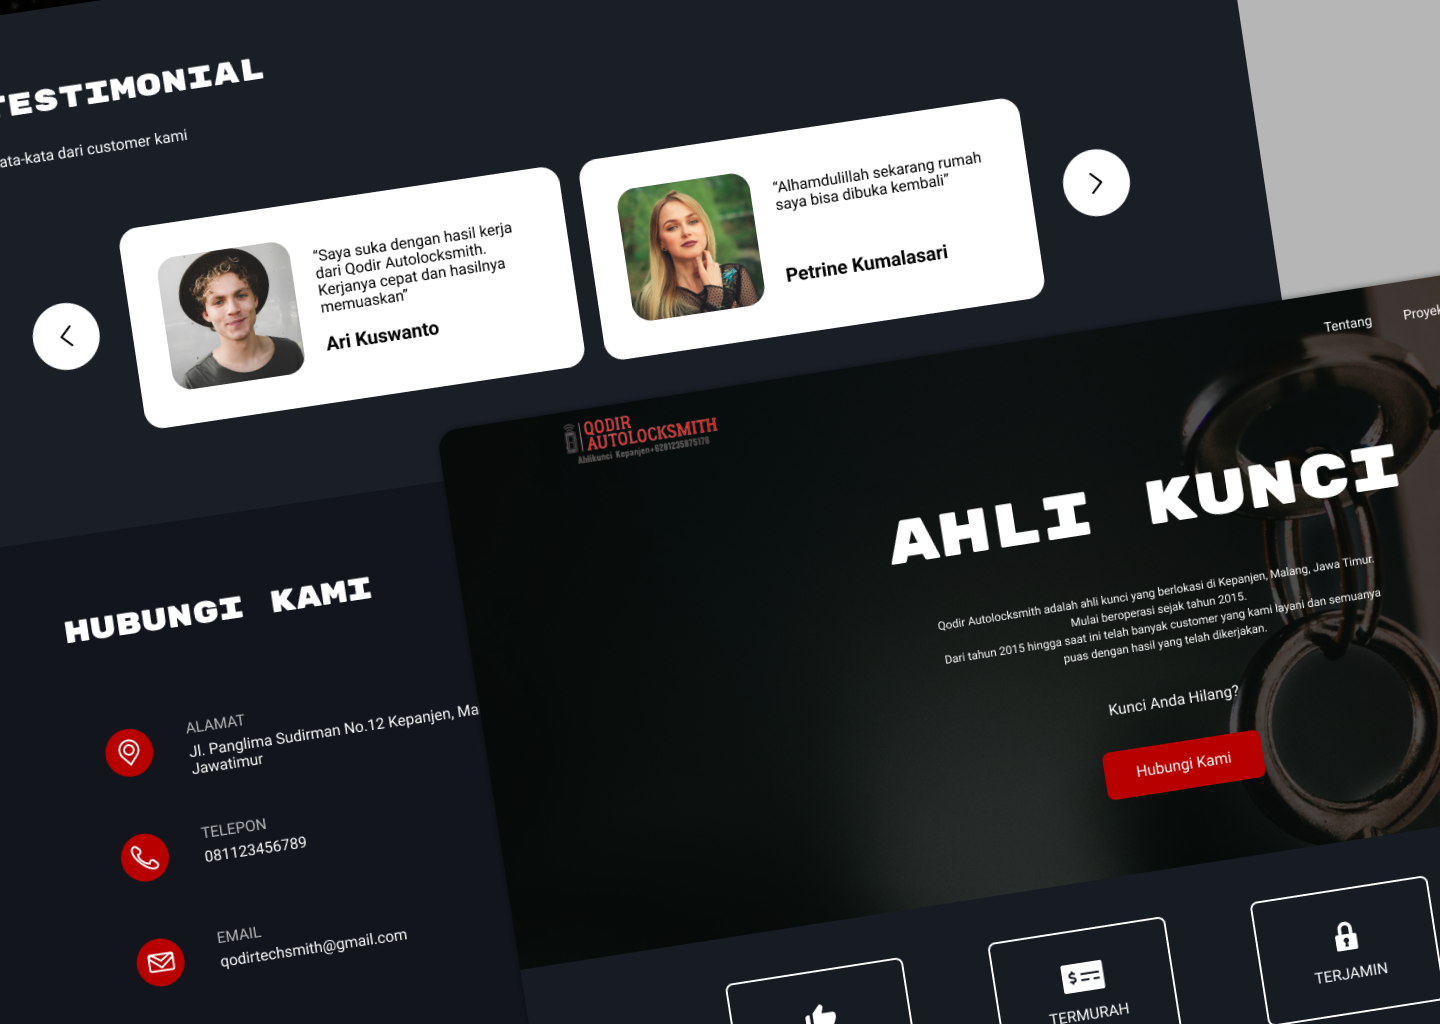 TESTIMONIAL
ata-kata dari customer kami
“Saya suka dengan hasil kerja
dari Qodir Autolocksmith.
Kerjanya cepat dan hasilnya
memuaskan”
Ari Kuswanto
“Alhamdulillah sekarang rumah
saya bisa dibuka kembali”
Petrine Kumalasari
HUBUNGI KAMI
ALAMAT
Jl. Panglima Sudirman No.12 Kepanjen, Ma
Jawatimur
TELEPON
081123456789
EMAIL
qodirtechsmith@gmail.com
Tentang
Proyek
QODIR
AUTOLOCKSMITH
Ahlikunci Kepanjen+6281235875178
AHLI KUNCI
Qodir Autolocksmith adalah ahli kunci yang berlokasi di Kepanjen, Malang, Jawa Timur.
Mulai beroperasi sejak tahun 2015.
Dari tahun 2015 hingga saat ini telah banyak customer yang kami layani dan semuanya
puas dengan hasil yang telah dikerjakan.
Kunci Anda Hilang?
Hubungi Kami
TERMURAH
TERJAMIN